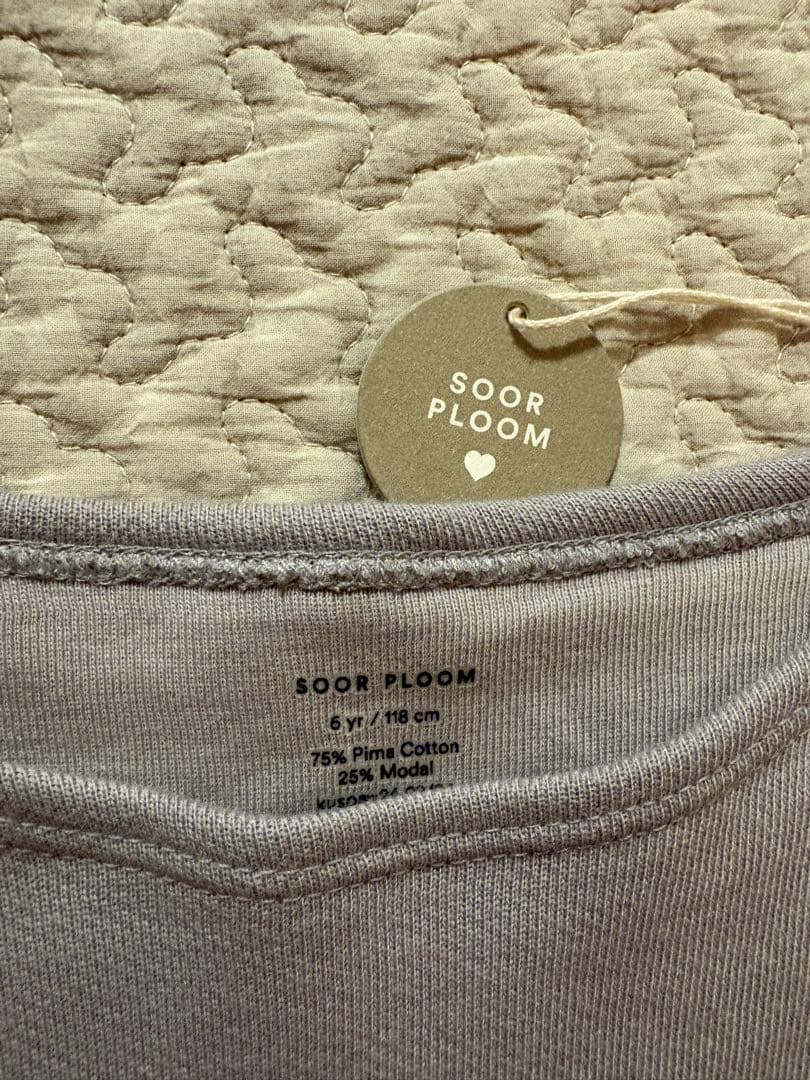 SOOR
PLOOM
SOOR PLOOM
6 yr / 118 cm
75% Pima Cotton
25% Modal